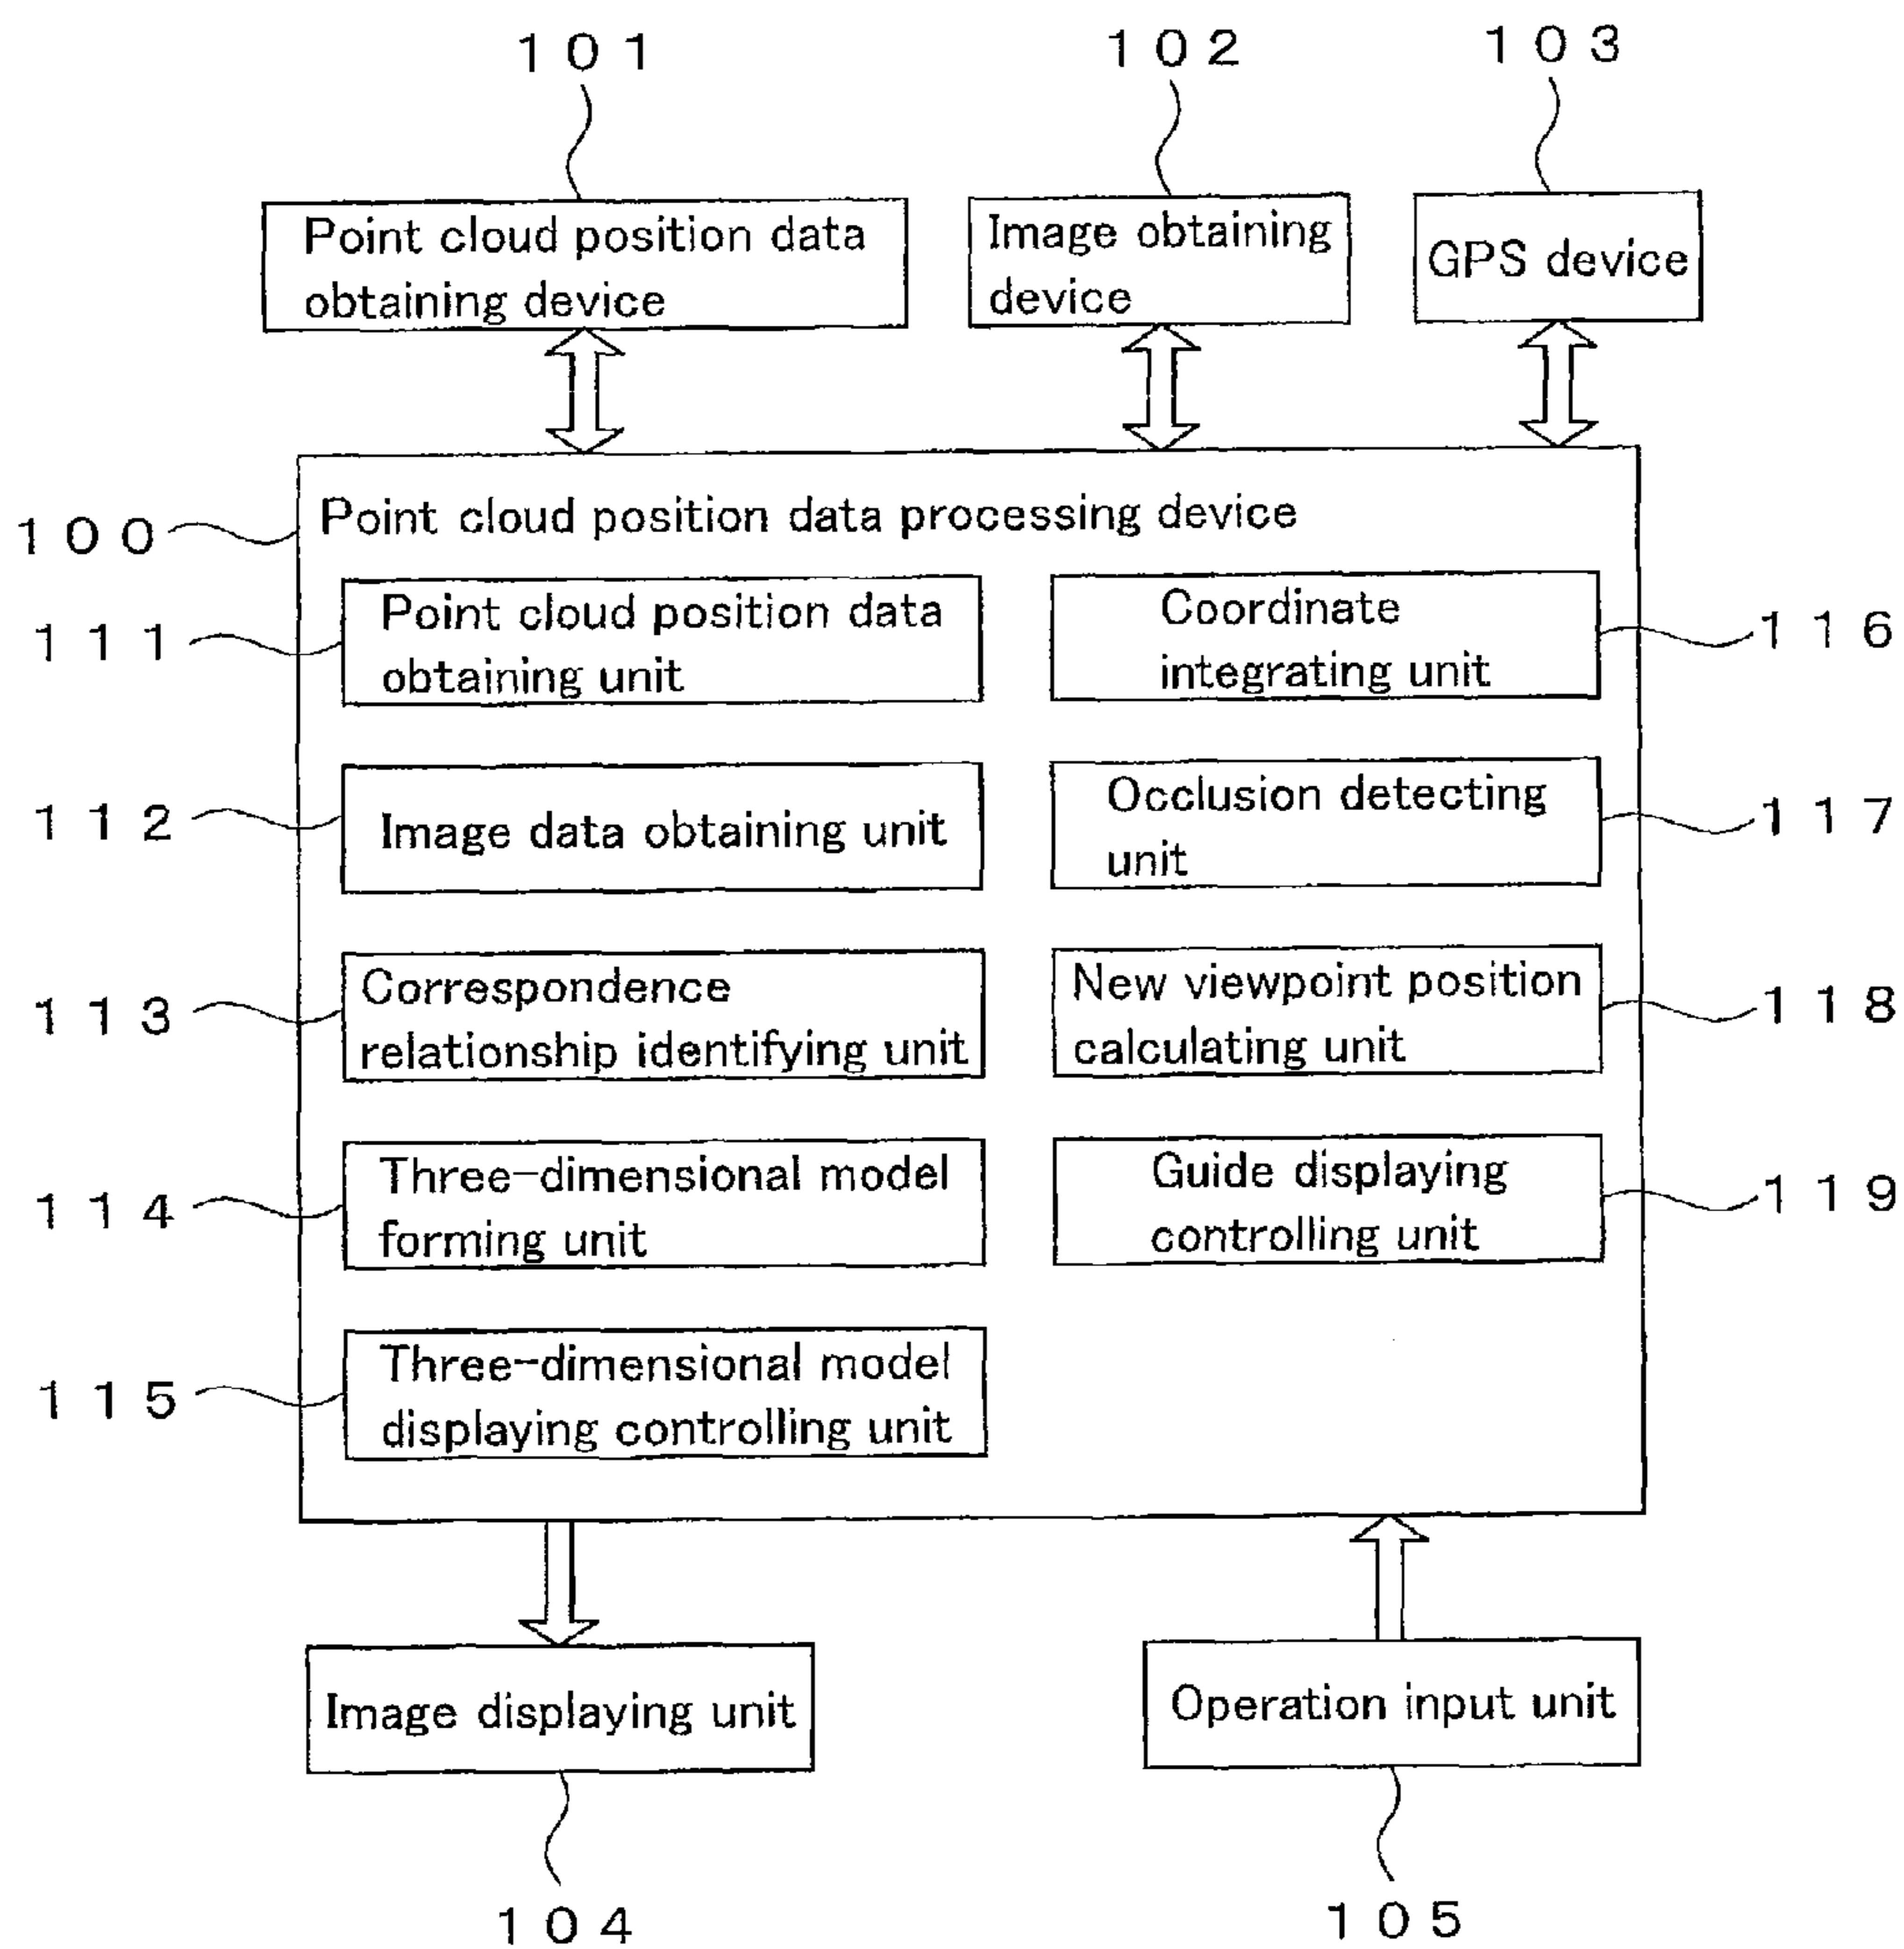 101
102
103
Point cloud position data
obtaining device
Image obtaining
device
GPS device
100
Point cloud position data processing device
111
Point cloud position data
obtaining unit
Coordinate
integrating unit
116
112
Image data obtaining unit
Occlusion detecting
unit
117
113
Correspondence
relationship identifying unit
New viewpoint position
calculating unit
118
114
Three-dimensional model
forming unit
Guide displaying
controlling unit
119
115
Three-dimensional model
displaying controlling unit
Image displaying unit
Operation input unit
104
105